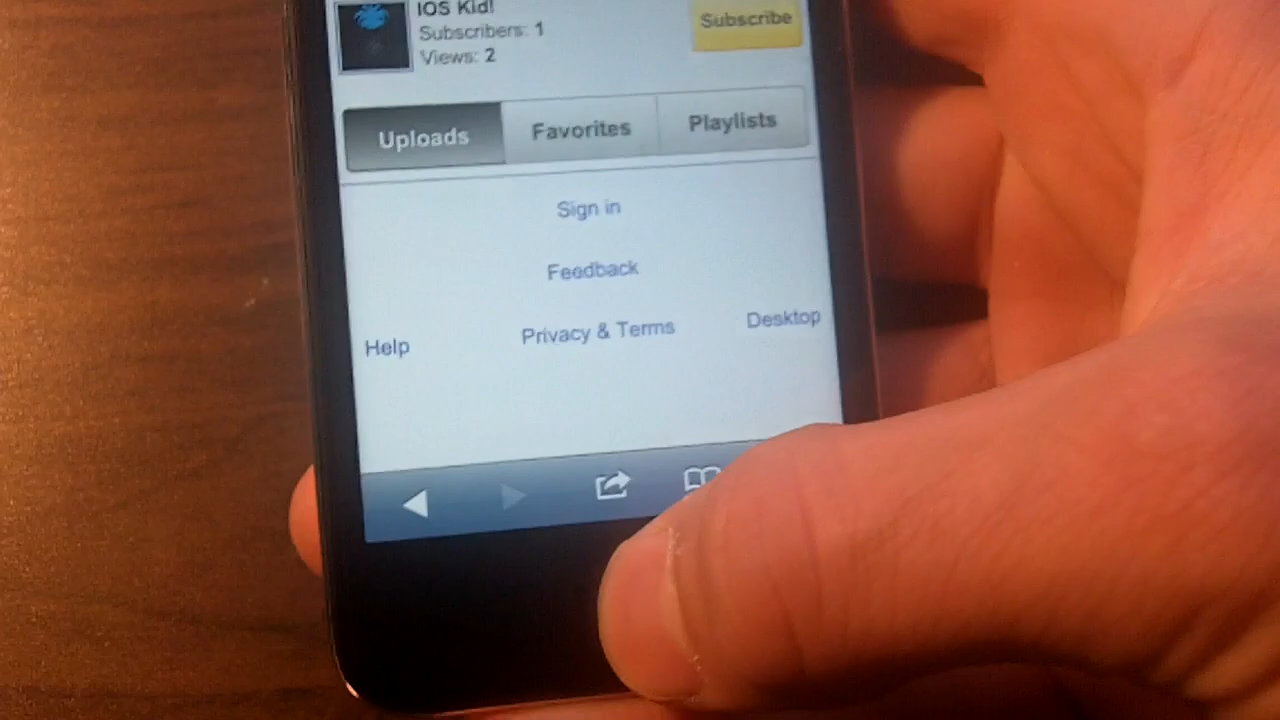 IOS Kid!
Subscribers: 1
Views: 2
Subscribe
Uploads
Favorites
Playlists
Sign in
Feedback
Help
Privacy & Terms
Desktop